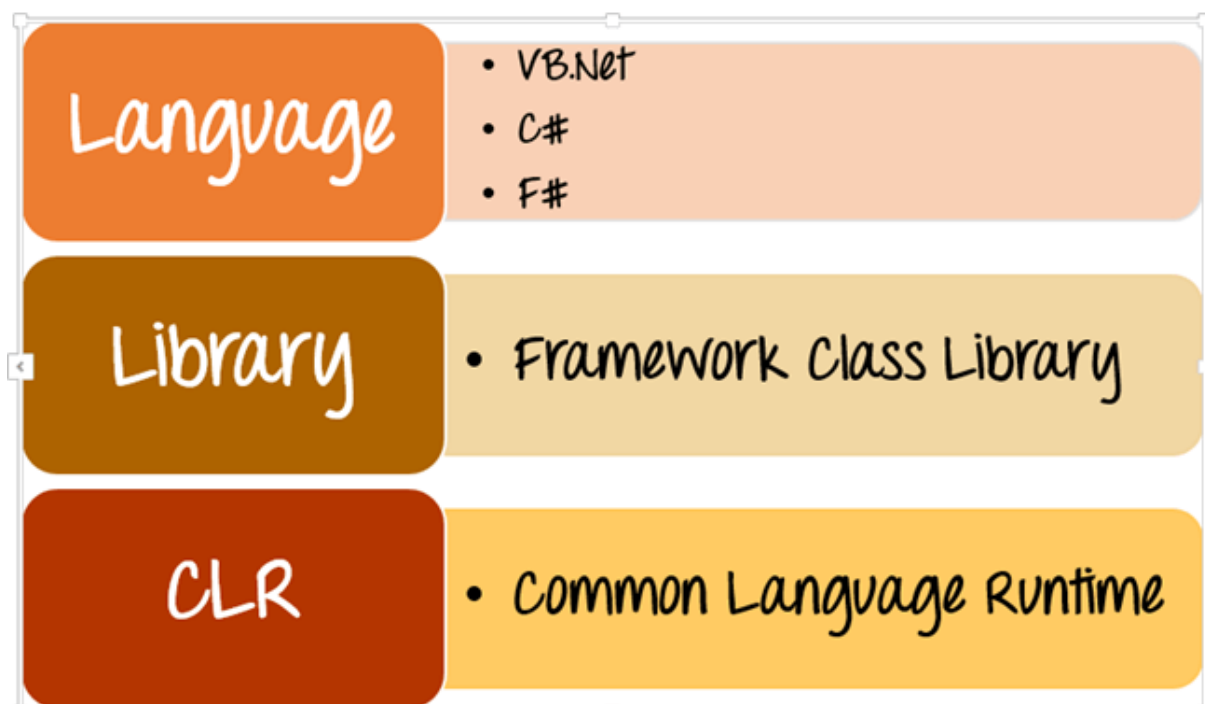 Language
• VB.Net
• C#
• F#
Library
• Framework Class Library
CLR
• Common Language Runtime